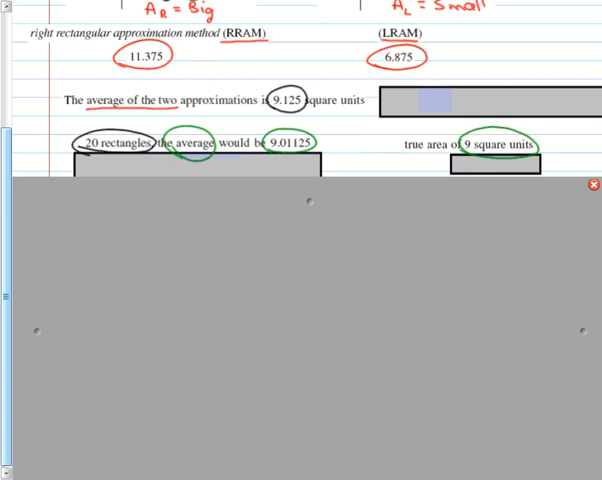 A_R = Big
A_L = Small
right rectangular approximation method (RRAM)
(LRAM)
11.375
6.875
The average of the two approximations is 9.125 square units
20 rectangles, the average would be 9.01125
true area of 9 square units